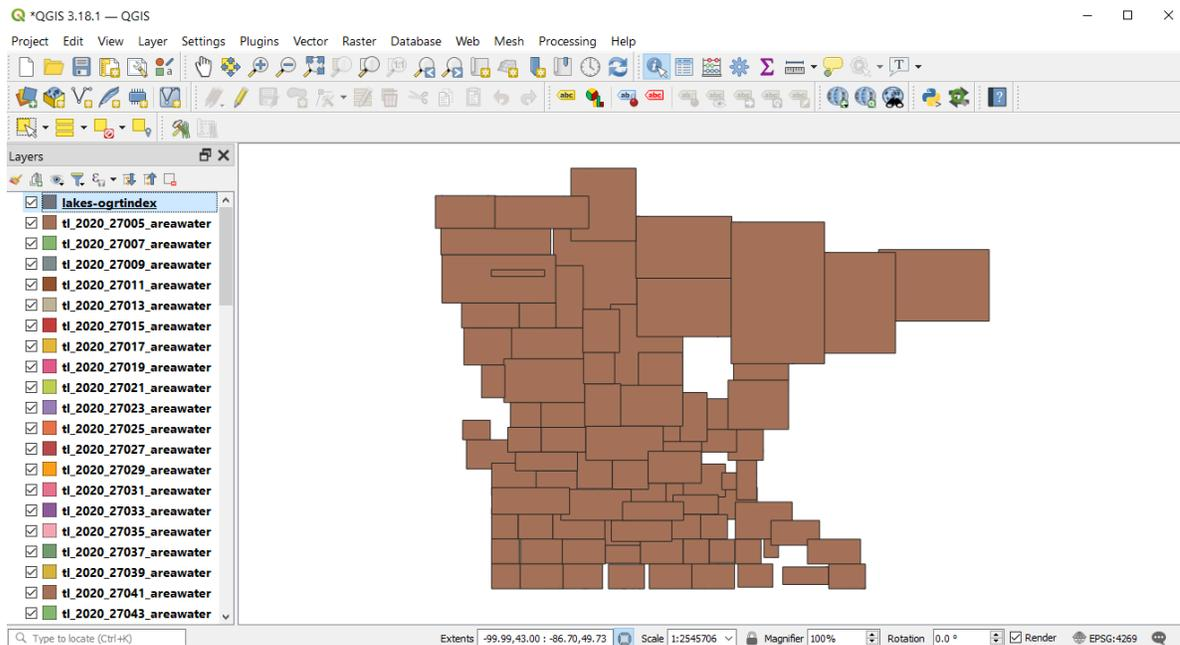 *QGIS 3.18.1 — QGIS
Project Edit View Layer Settings Plugins Vector Raster Database Web Mesh Processing Help
Layers
lakes-ogrtindex
tl_2020_27005_areawater
tl_2020_27007_areawater
tl_2020_27009_areawater
tl_2020_27011_areawater
tl_2020_27013_areawater
tl_2020_27015_areawater
tl_2020_27017_areawater
tl_2020_27019_areawater
tl_2020_27021_areawater
tl_2020_27023_areawater
tl_2020_27025_areawater
tl_2020_27027_areawater
tl_2020_27029_areawater
tl_2020_27031_areawater
tl_2020_27033_areawater
tl_2020_27035_areawater
tl_2020_27037_areawater
tl_2020_27039_areawater
tl_2020_27041_areawater
tl_2020_27043_areawater
Type to locate (Ctrl+K) Extents -99.99,43.00 : -86.70,49.73 Scale 1:2545706 Magnifier 100% Rotation 0.0 ° Render EPSG:4269